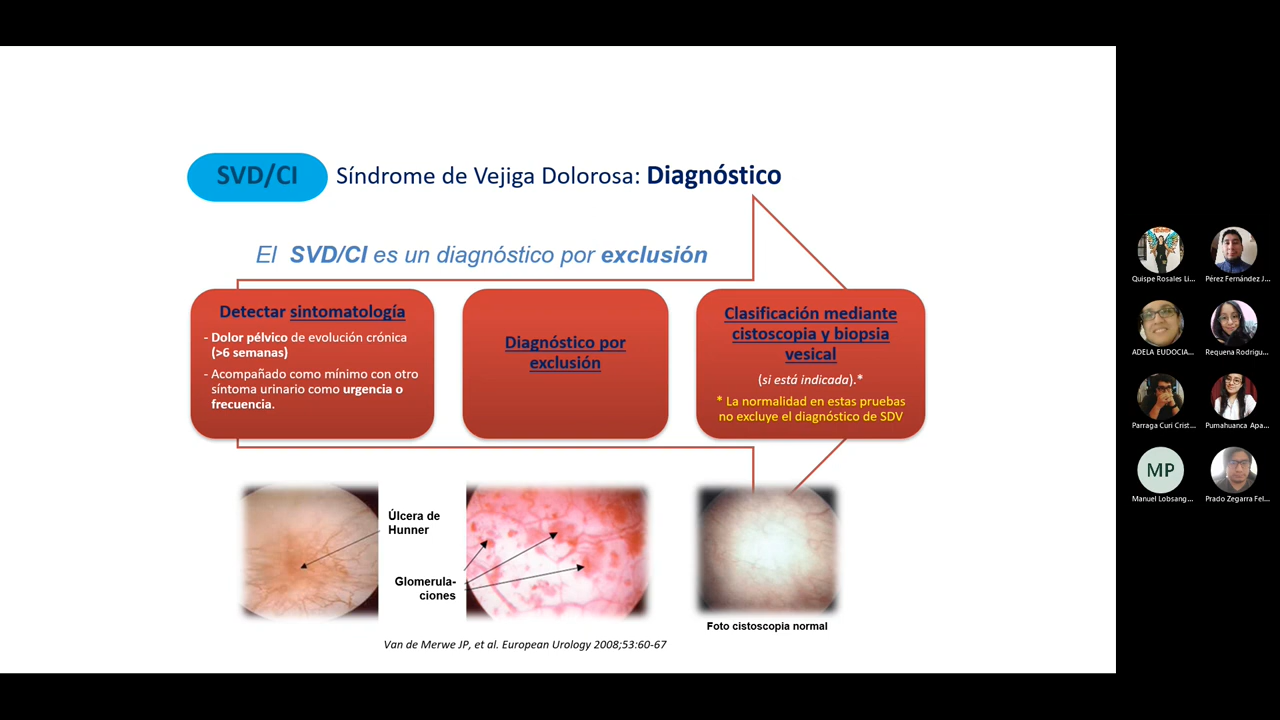 SVD/CI
Síndrome de Vejiga Dolorosa: Diagnóstico
El SVD/CI es un diagnóstico por exclusión
Detectar sintomatología
- Dolor pélvico de evolución crónica
(>6 semanas)
- Acompañado como mínimo con otro
síntoma urinario como urgencia o
frecuencia.
Diagnóstico por
exclusión
Clasificación mediante
cistoscopia y biopsia
vesical
(si está indicada).*
* La normalidad en estas pruebas
no excluye el diagnóstico de SDV
Úlcera de
Hunner
Glomerula-
ciones
Foto cistoscopia normal
Van de Merwe JP, et al. European Urology 2008;53:60-67
Quispe Rosales Li...
Pérez Fernández J...
ADELA EUDOCIA...
Requena Rodrigu...
Parraga Curi Crist...
Pumahuanca Apa...
MP
Manuel Lobsang...
Prado Zegarra Fel...